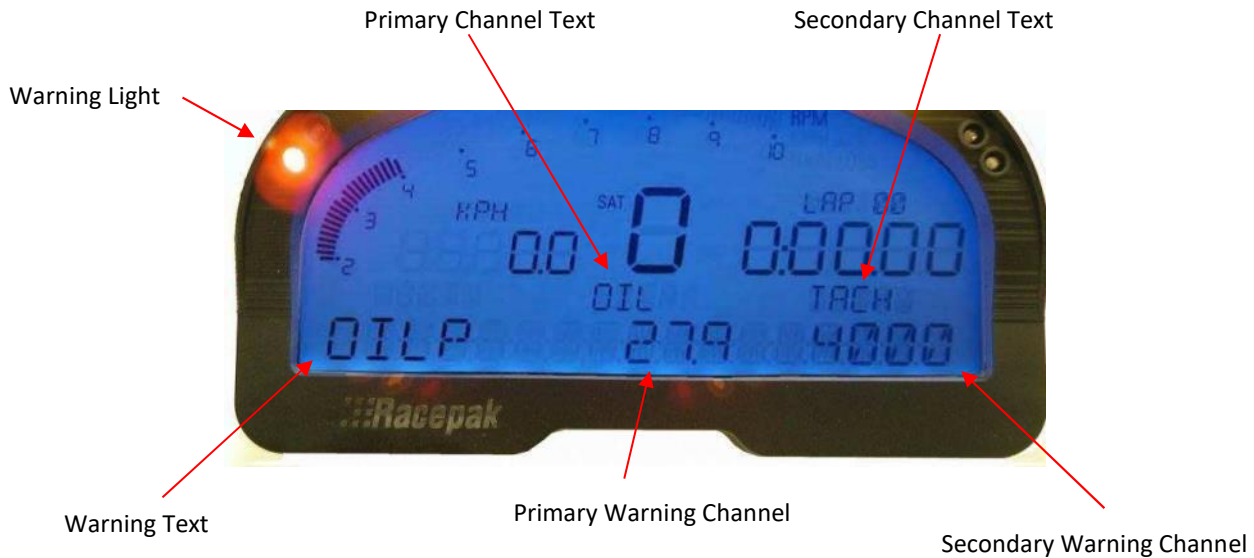 Primary Channel Text
Secondary Channel Text
Warning Light
RPM
2 3 4 5 6 7 8 9 10
KPH
SAT
LAP 00
0.0
0
0:00.00
OIL
TACH
OILP
27.9
4000
Racepak
Warning Text
Primary Warning Channel
Secondary Warning Channel